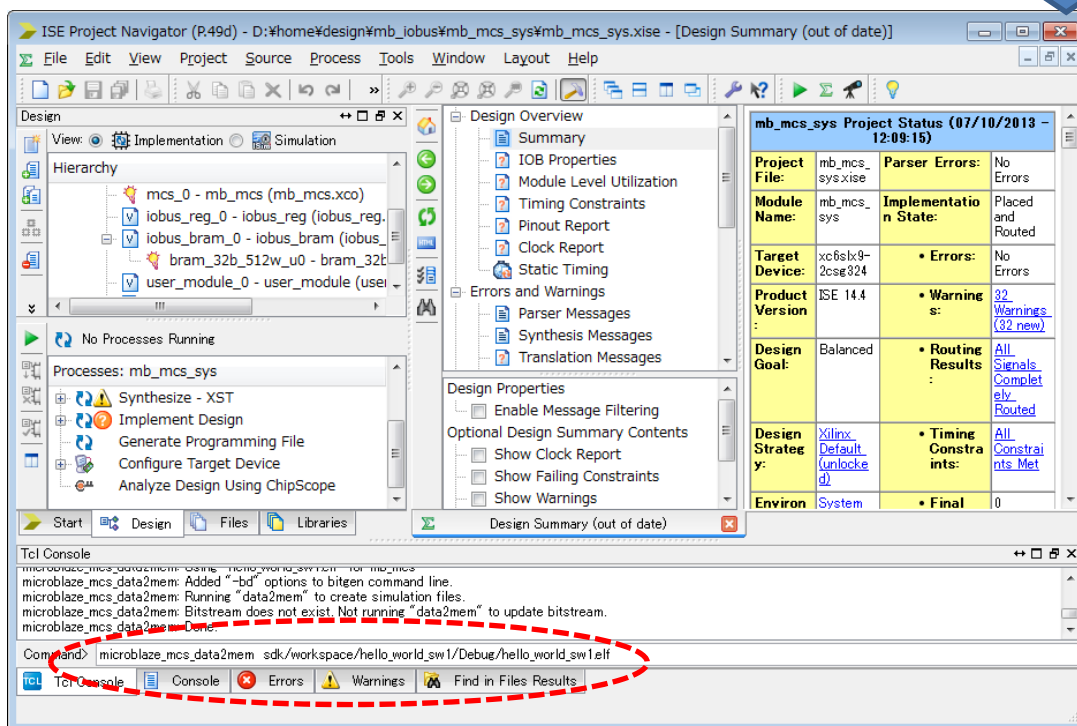 ISE Project Navigator (P.49d) - D:¥home¥design¥mb_iobus¥mb_mcs_sys¥mb_mcs_sys.xise - [Design Summary (out of date)]
File Edit View Project Source Process Tools Window Layout Help
Design
View: Implementation Simulation
Hierarchy
mcs_0 - mb_mcs (mb_mcs.xco)
iobus_reg_0 - iobus_reg (iobus_reg.
iobus_bram_0 - iobus_bram (iobus_
bram_32b_512w_u0 - bram_32b
user_module_0 - user_module (user
No Processes Running
Processes: mb_mcs_sys
Synthesize - XST
Implement Design
Generate Programming File
Configure Target Device
Analyze Design Using ChipScope
Start Design Files Libraries
Design Overview
Summary
IOB Properties
Module Level Utilization
Timing Constraints
Pinout Report
Clock Report
Static Timing
Errors and Warnings
Parser Messages
Synthesis Messages
Translation Messages
Design Properties
Enable Message Filtering
Optional Design Summary Contents
Show Clock Report
Show Failing Constraints
Show Warnings
Design Summary (out of date)
mb_mcs_sys Project Status (07/10/2013 -
12:09:15)
Project File: mb_mcs_sys.xise Parser Errors: No Errors
Module Name: mb_mcs_sys Implementation State: Placed and Routed
Target Device: xc6slx9-2csg324 • Errors: No Errors
Product Version: ISE 14.4 • Warnings: 32 Warnings (32 new)
Design Goal: Balanced • Routing Results: All Signals Completely Routed
Design Strategy: Xilinx Default (unlocked) • Timing Constraints: All Constraints Met
Environ System • Final 0
Tcl Console
microblaze_mcs_data2mem: Using "hello_world_sw1.elf" for mb_mcs
microblaze_mcs_data2mem: Added "-bd" options to bitgen command line.
microblaze_mcs_data2mem: Running "data2mem" to create simulation files.
microblaze_mcs_data2mem: Bitstream does not exist. Not running "data2mem" to update bitstream.
microblaze_mcs_data2mem: Done.
Command> microblaze_mcs_data2mem sdk/workspace/hello_world_sw1/Debug/hello_world_sw1.elf
TCL Tcl Console Console Errors Warnings Find in Files Results